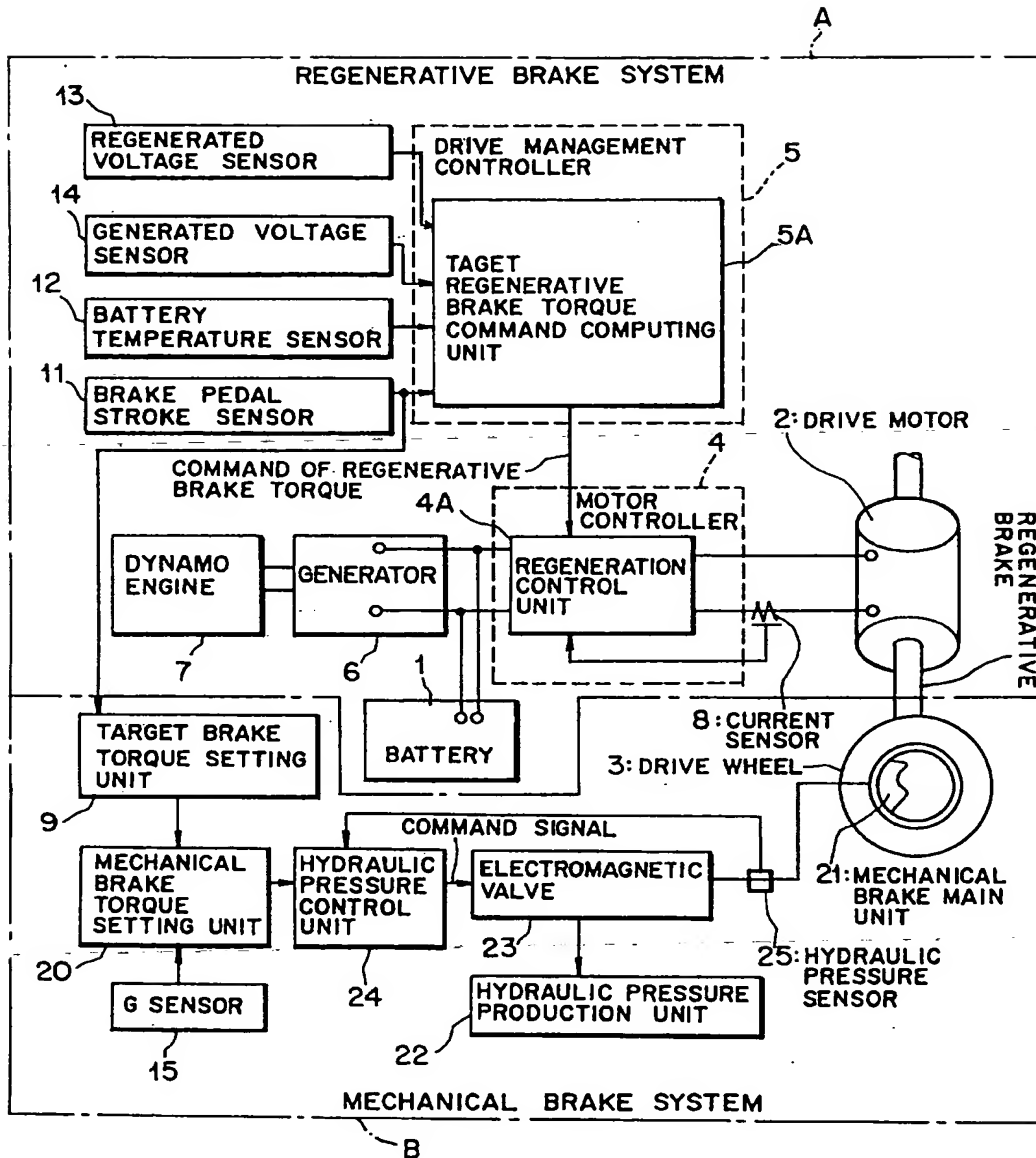 A
REGENERATIVE BRAKE SYSTEM
13
REGENERATED
VOLTAGE SENSOR
DRIVE MANAGEMENT
CONTROLLER
5
14
GENERATED VOLTAGE
SENSOR
5A
TAGET
REGENERATIVE
BRAKE TORQUE
COMMAND COMPUTING
UNIT
12
BATTERY
TEMPERATURE SENSOR
11
BRAKE PEDAL
STROKE SENSOR
2: DRIVE MOTOR
COMMAND OF REGENERATIVE
BRAKE TORQUE
4
4A
MOTOR
CONTROLLER
REGENERATIVE
BRAKE
DYNAMO
ENGINE
GENERATOR
REGENERATION
CONTROL
UNIT
7
6
1
BATTERY
8: CURRENT
SENSOR
TARGET BRAKE
TORQUE SETTING
UNIT
3: DRIVE WHEEL
9
COMMAND SIGNAL
MECHANICAL
BRAKE
TORQUE
SETTING UNIT
HYDRAULIC
PRESSURE
CONTROL
UNIT
ELECTROMAGNETIC
VALVE
21: MECHANICAL
BRAKE MAIN
UNIT
20
24
23
25: HYDRAULIC
PRESSURE
SENSOR
G SENSOR
HYDRAULIC PRESSURE
PRODUCTION UNIT
15
22
MECHANICAL BRAKE SYSTEM
B